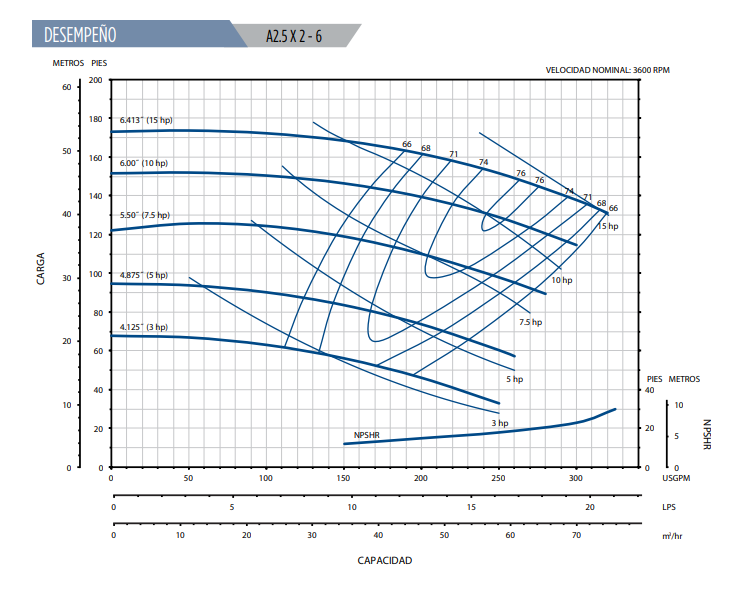 DESEMPEÑO
A2.5 X 2 - 6
METROS PIES
VELOCIDAD NOMINAL: 3600 RPM
60
50
40
30
20
10
0
CARGA
200
180
160
140
120
100
80
60
40
20
0
6.413˝ (15 hp)
6.00˝ (10 hp)
5.50˝ (7.5 hp)
4.875˝ (5 hp)
4.125˝ (3 hp)
66
68
71
74
76
76
74
71
68
66
15 hp
10 hp
7.5 hp
5 hp
3 hp
NPSHR
PIES METROS
40
20
0
10
5
0
NPSHR
0 50 100 150 200 250 300 USGPM
0 5 10 15 20 LPS
0 10 20 30 40 50 60 70 m³/hr
CAPACIDAD